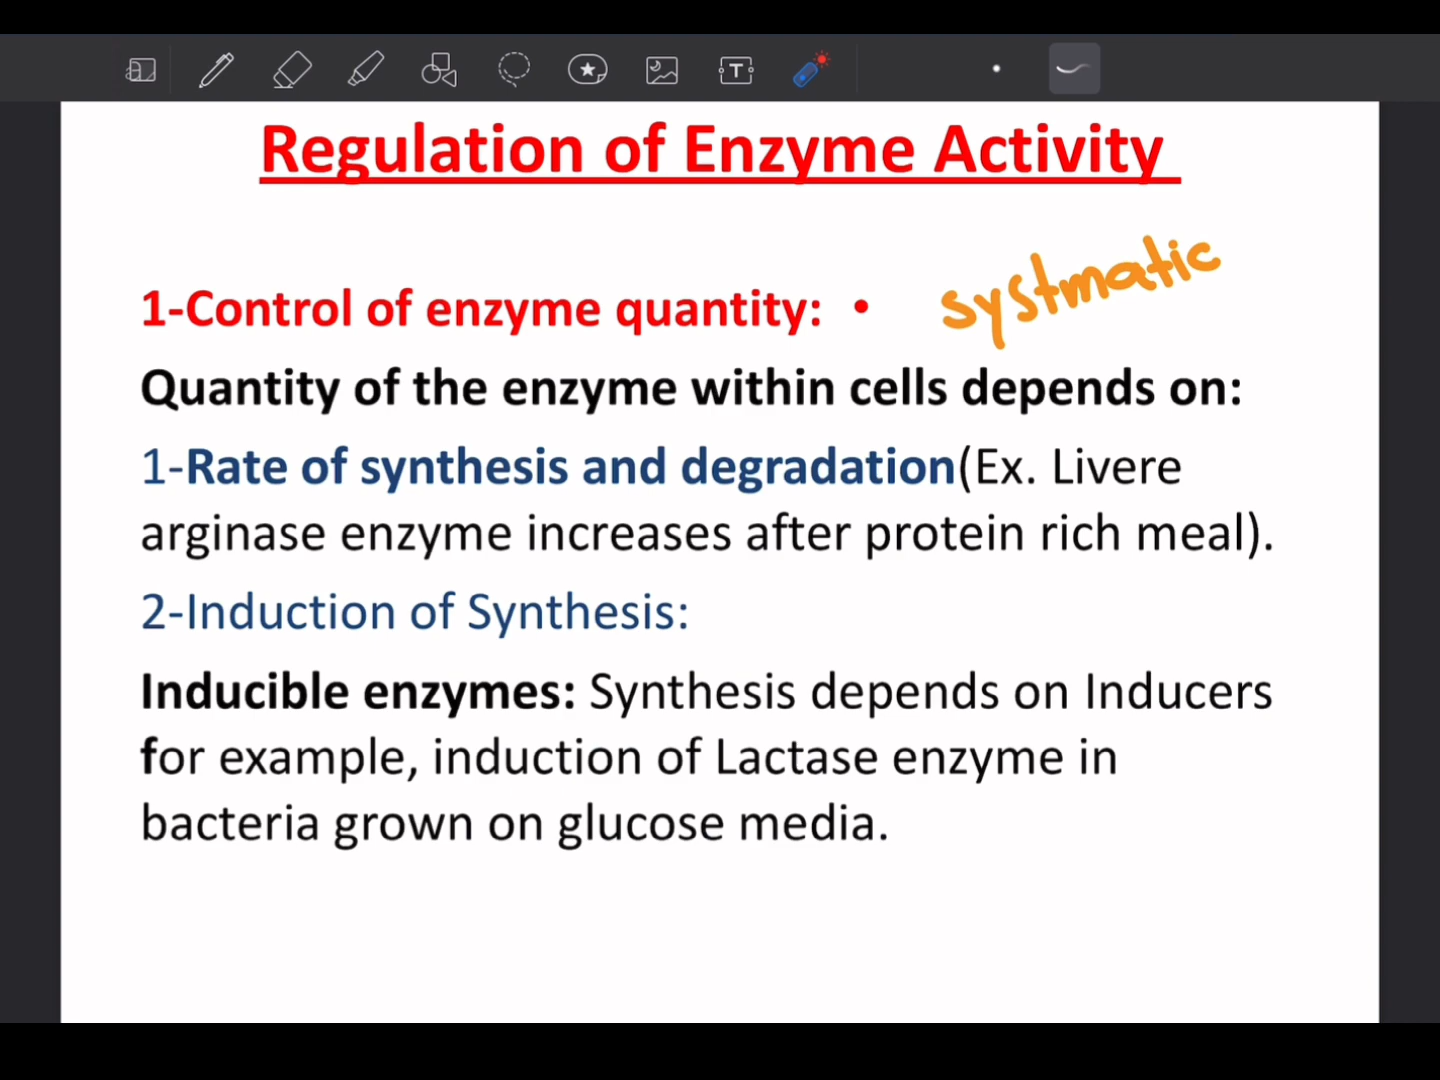 Regulation of Enzyme Activity
1-Control of enzyme quantity: •
systmatic
Quantity of the enzyme within cells depends on:
1-Rate of synthesis and degradation(Ex. Livere
arginase enzyme increases after protein rich meal).
2-Induction of Synthesis:
Inducible enzymes: Synthesis depends on Inducers
for example, induction of Lactase enzyme in
bacteria grown on glucose media.